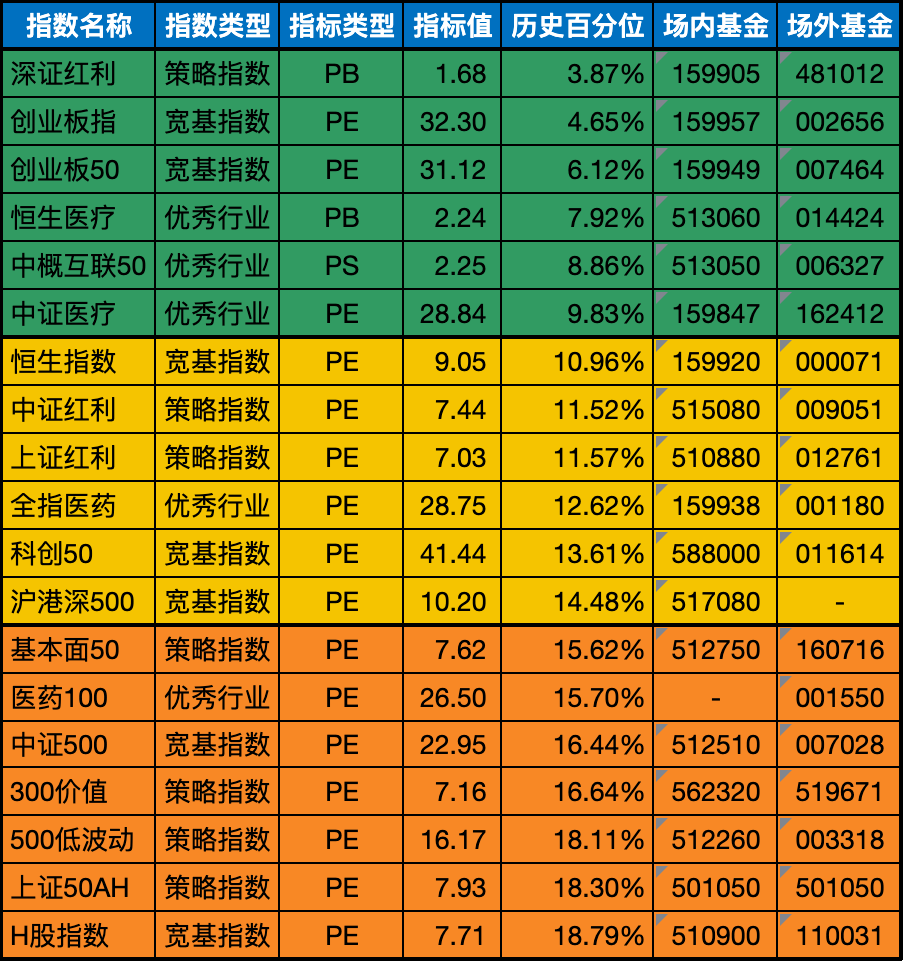 指数名称 指数类型 指标类型 指标值 历史百分位 场内基金 场外基金
深证红利 策略指数 PB 1.68 3.87% 159905 481012
创业板指 宽基指数 PE 32.30 4.65% 159957 002656
创业板50 宽基指数 PE 31.12 6.12% 159949 007464
恒生医疗 优秀行业 PB 2.24 7.92% 513060 014424
中概互联50 优秀行业 PS 2.25 8.86% 513050 006327
中证医疗 优秀行业 PE 28.84 9.83% 159847 162412
恒生指数 宽基指数 PE 9.05 10.96% 159920 000071
中证红利 策略指数 PE 7.44 11.52% 515080 009051
上证红利 策略指数 PE 7.03 11.57% 510880 012761
全指医药 优秀行业 PE 28.75 12.62% 159938 001180
科创50 宽基指数 PE 41.44 13.61% 588000 011614
沪港深500 宽基指数 PE 10.20 14.48% 517080 -
基本面50 策略指数 PE 7.62 15.62% 512750 160716
医药100 优秀行业 PE 26.50 15.70% - 001550
中证500 宽基指数 PE 22.95 16.44% 512510 007028
300价值 策略指数 PE 7.16 16.64% 562320 519671
500低波动 策略指数 PE 16.17 18.11% 512260 003318
上证50AH 策略指数 PE 7.93 18.30% 501050 501050
H股指数 宽基指数 PE 7.71 18.79% 510900 110031